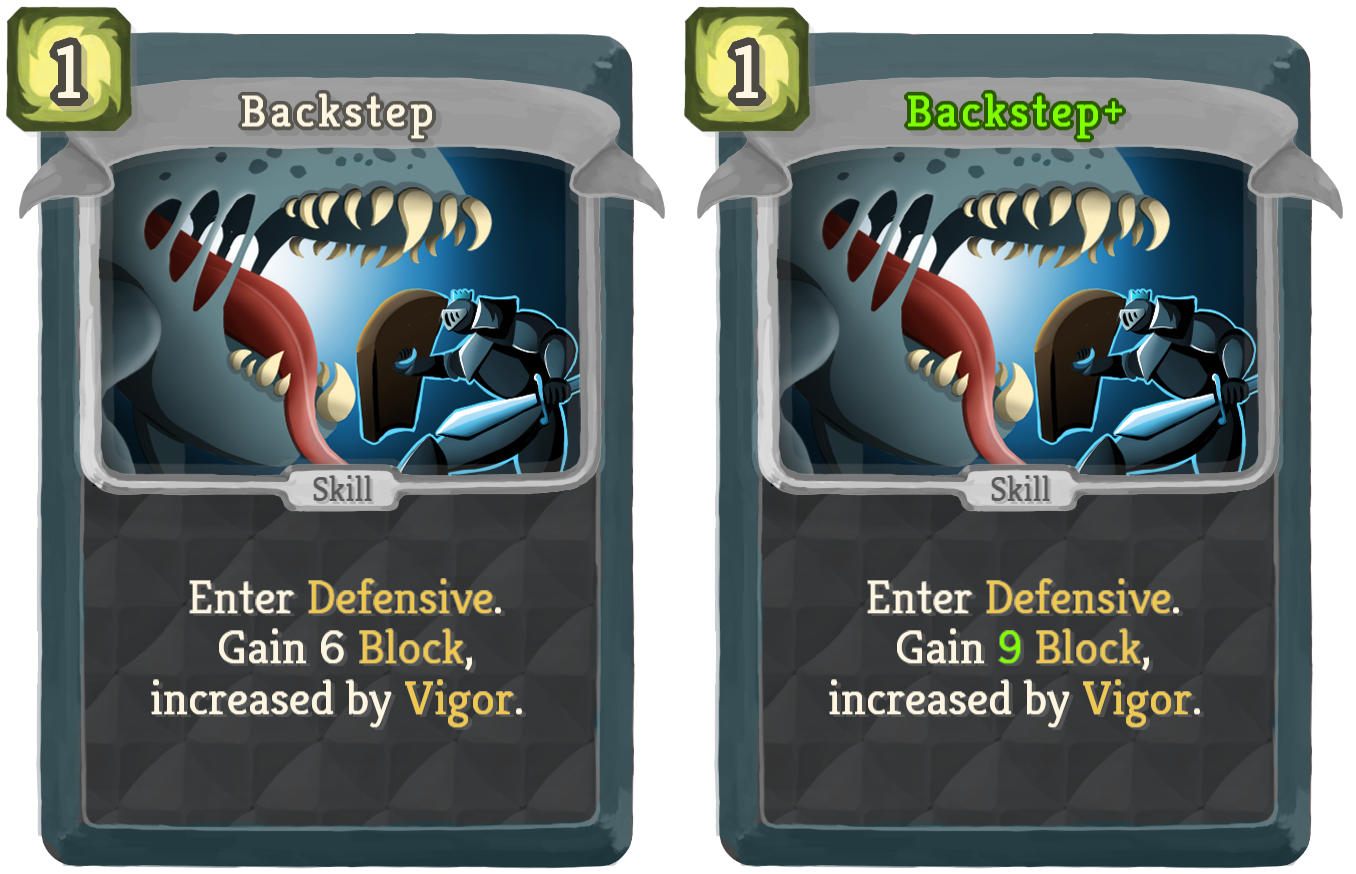 1
Backstep
Skill
Enter Defensive.
Gain 6 Block,
increased by Vigor.
1
Backstep+
Skill
Enter Defensive.
Gain 9 Block,
increased by Vigor.